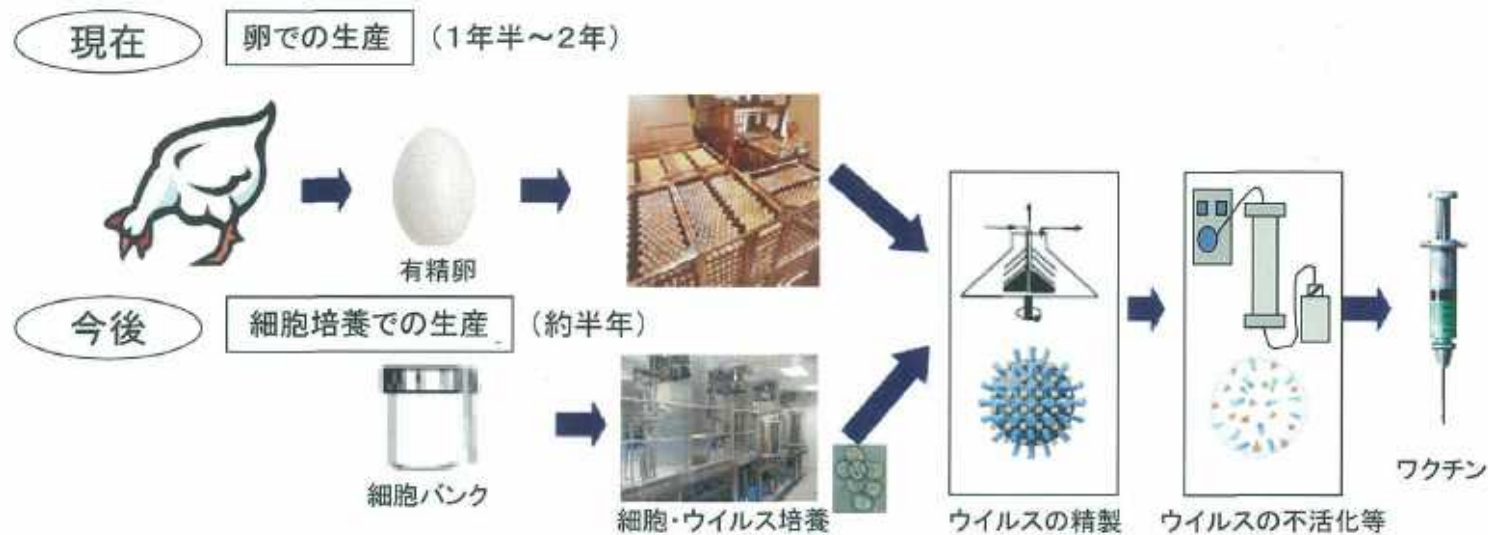 現在
卵での生産 (1年半～2年)
有精卵
今後
細胞培養での生産 (約半年)
細胞バンク
細胞・ウイルス培養
ウイルスの精製
ウイルスの不活化等
ワクチン